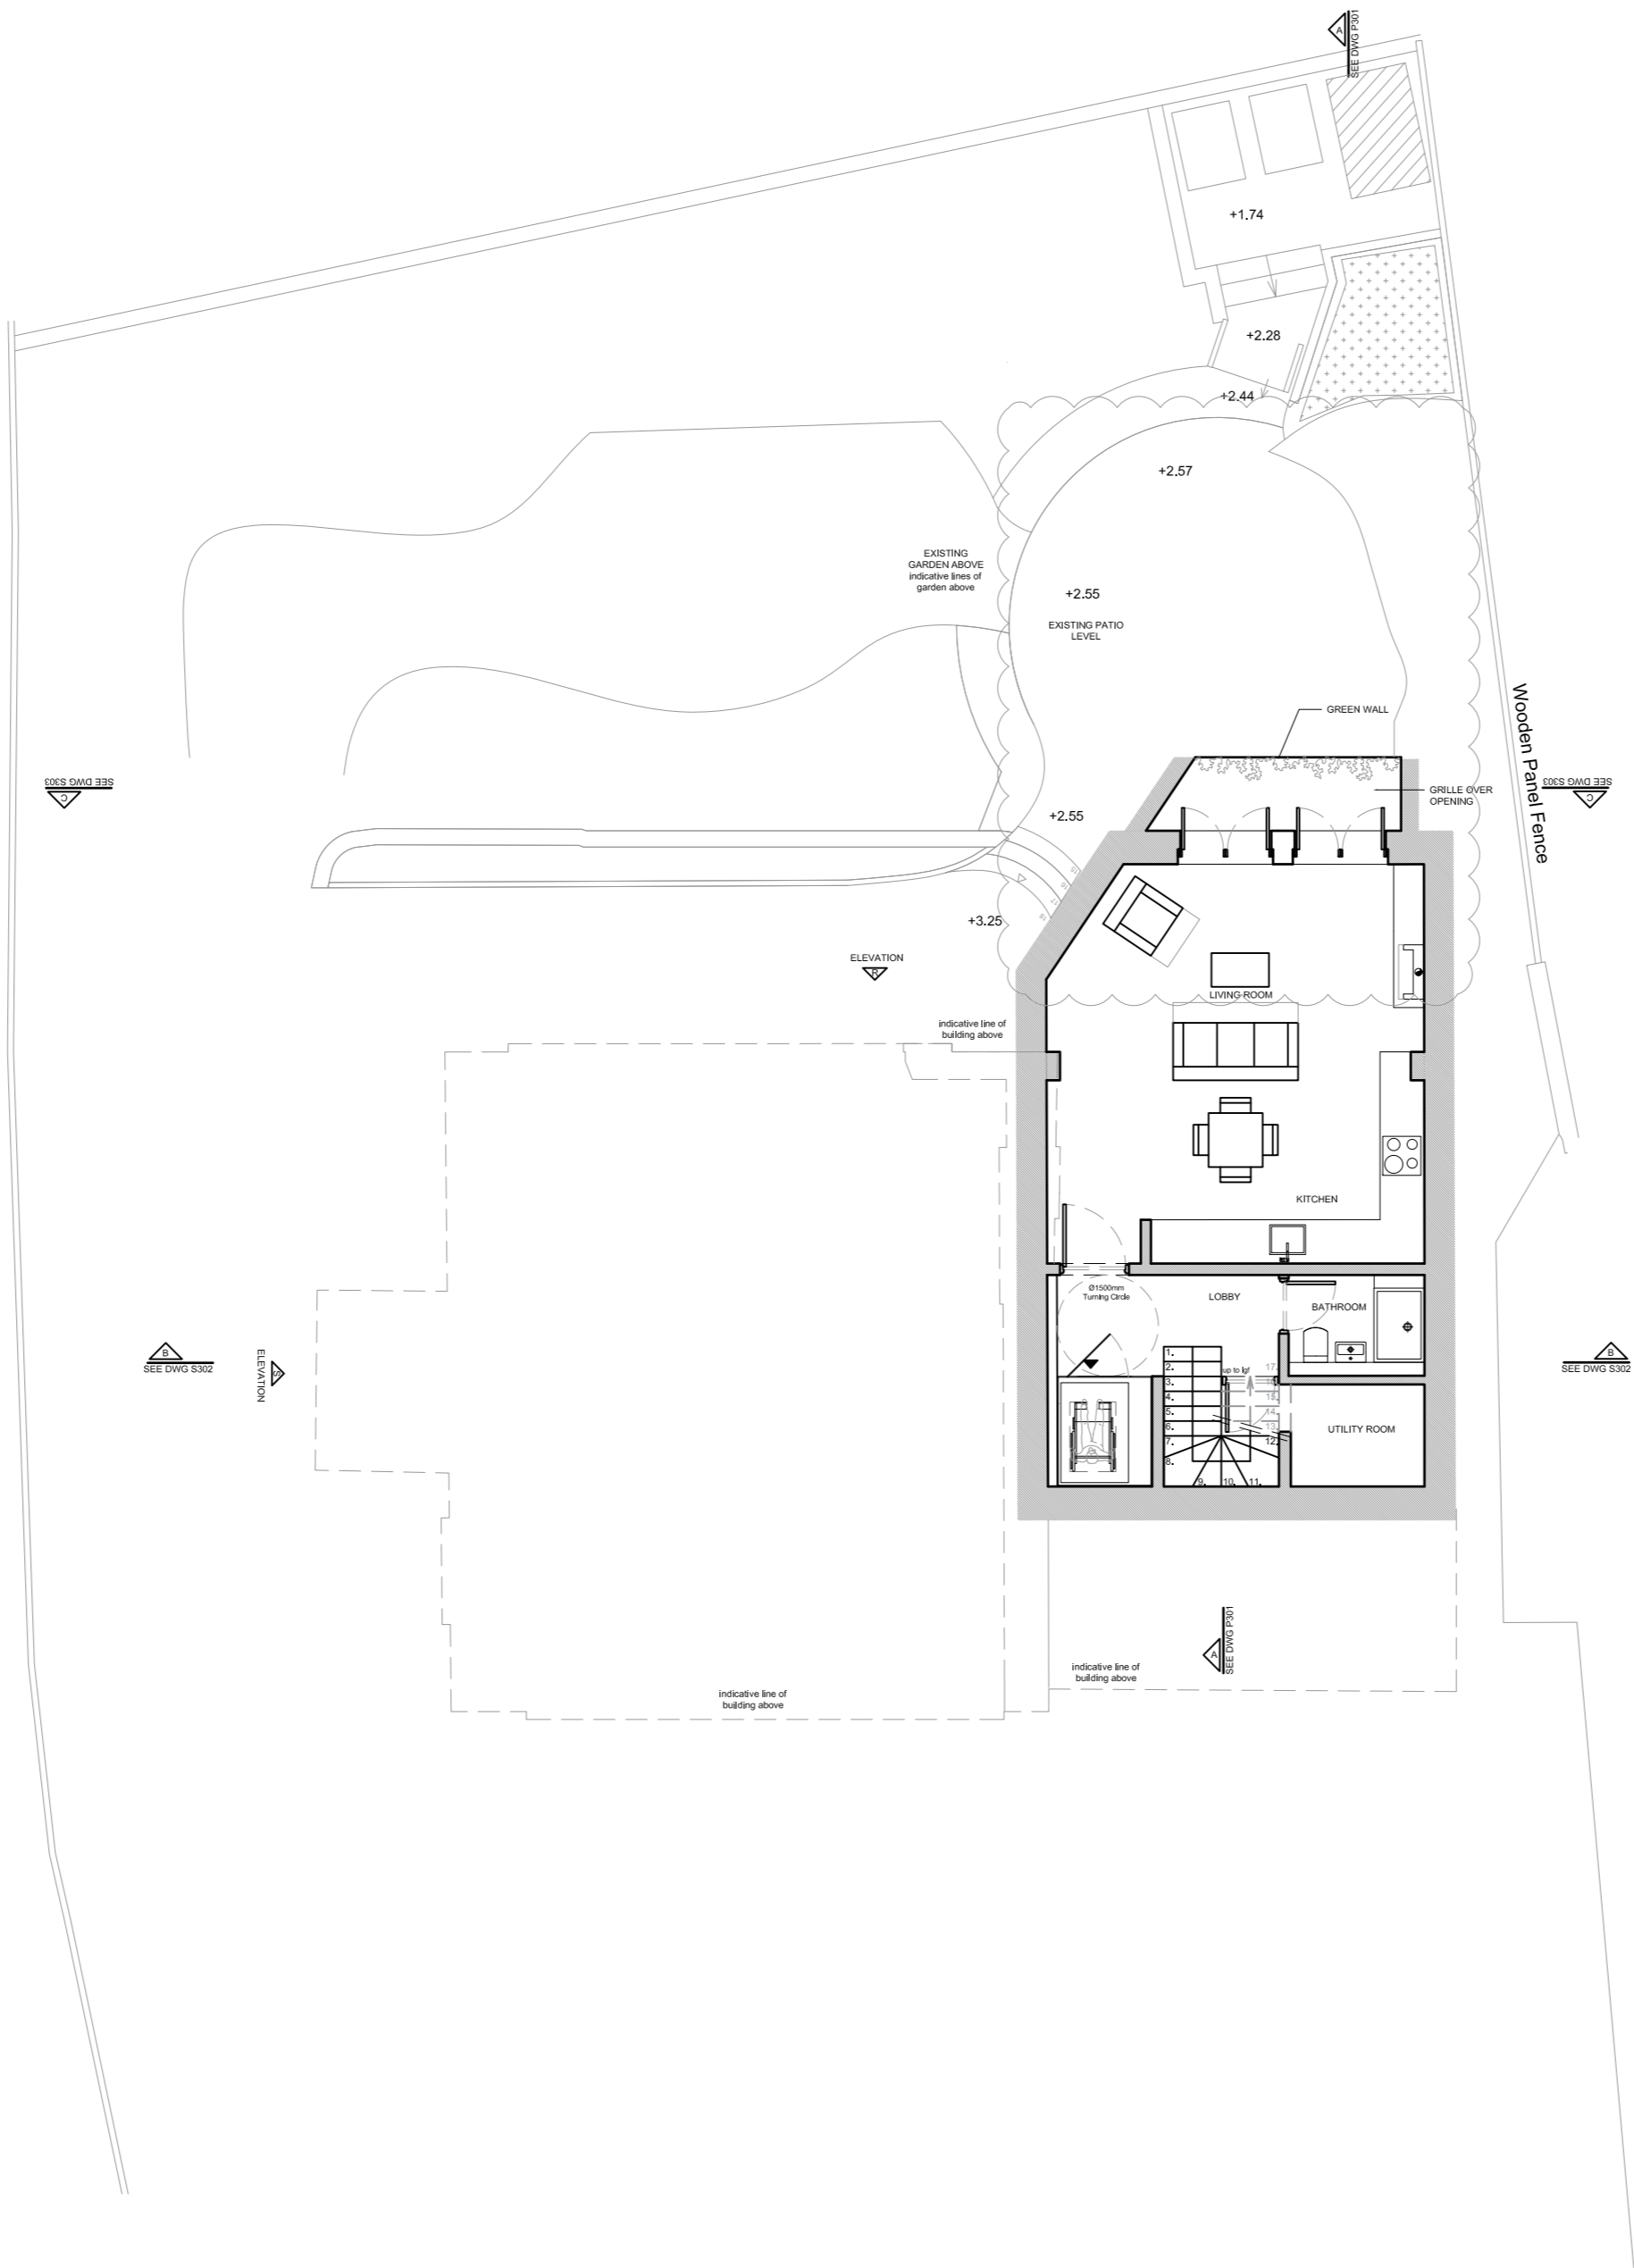 A
SEE DWG P301
+1.74
+2.28
+2.44
+2.57
EXISTING
GARDEN ABOVE
indicative lines of
garden above
+2.55
EXISTING PATIO
LEVEL
Wooden Panel Fence
GREEN WALL
SEE DWG S303
C
SEE DWG S303
C
GRILLE OVER
OPENING
+2.55
15
16
17
18
+3.25
ELEVATION
R
LIVING ROOM
indicative line of
building above
KITCHEN
Ø1500mm
Turning Circle
LOBBY
BATHROOM
B
SEE DWG S302
ELEVATION
S
B
SEE DWG S302
1.
2.
3.
4.
5.
6.
7.
8.
9.
10.
11.
12.
13.
14.
15.
16.
17.
up to lgf
UTILITY ROOM
A
SEE DWG P301
indicative line of
building above
indicative line of
building above